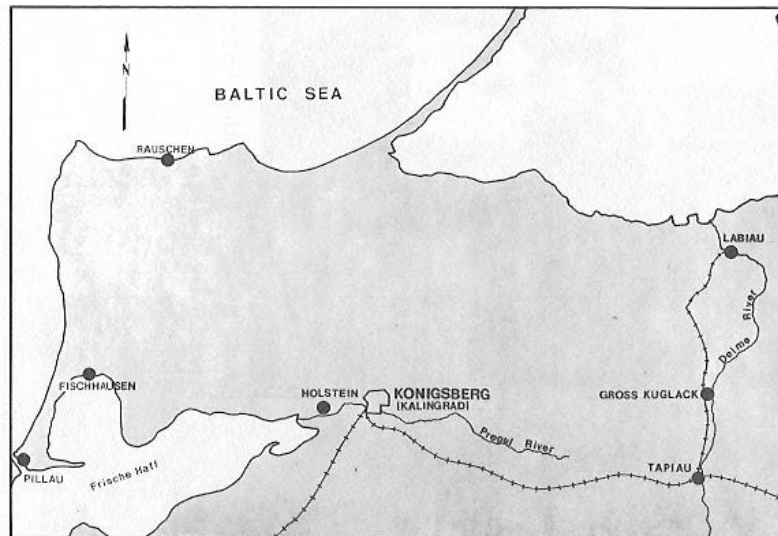 N
BALTIC SEA
RAUSCHEN
LABIAU
Deime River
FISCHHAUSEN
HOLSTEIN
KONIGSBERG
(KALINGRAD)
GROSS KUGLACK
Pregel River
PILLAU
Frische Haff
TAPIAU